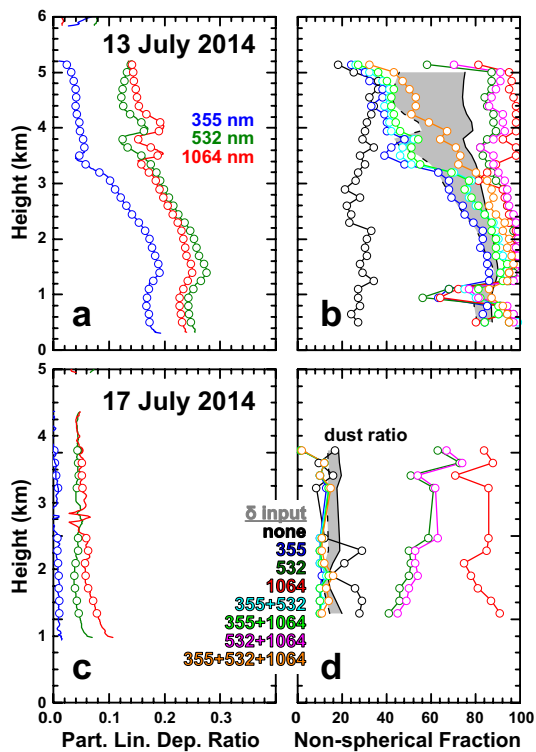 6
13 July 2014
5
355 nm
532 nm
1064 nm
4
3
2
1
0
Height (km)
a
b
5
17 July 2014
4
dust ratio
3
δ input
none
355
532
1064
355+532
355+1064
532+1064
355+532+1064
2
1
0
Height (km)
c
d
0.0 0.1 0.2 0.3
0 20 40 60 80 100
Part. Lin. Dep. Ratio
Non-spherical Fraction